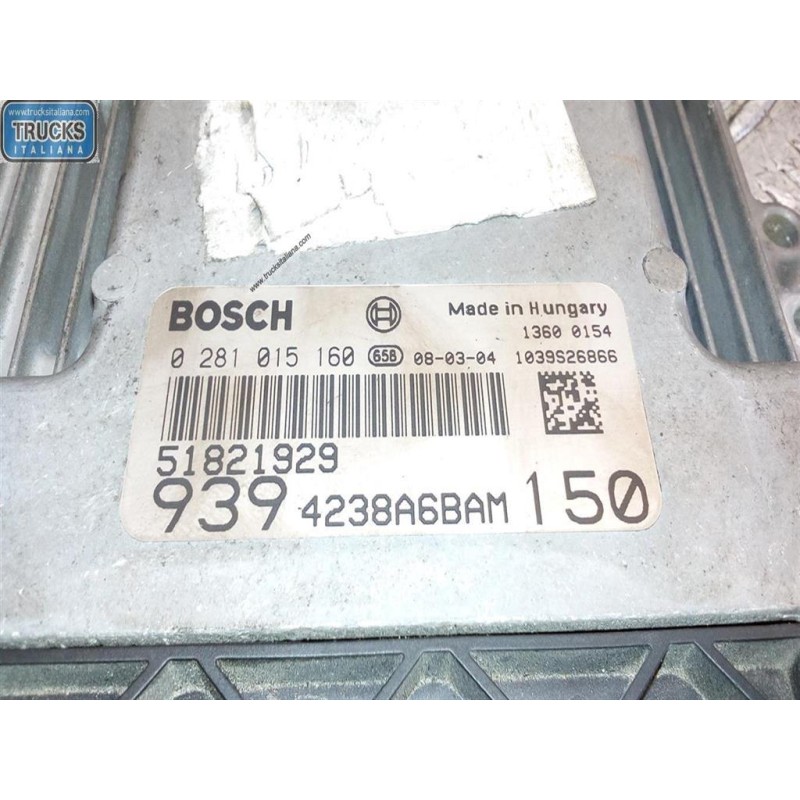 www.trucksitaliana.com
TRUCKS
ITALIANA
www.trucksitaliana.com
BOSCH
Made in Hungary
1360 0154
0 281 015 160 65B 08-03-04 1039S26866
51821929
939 4238A6BAM 150